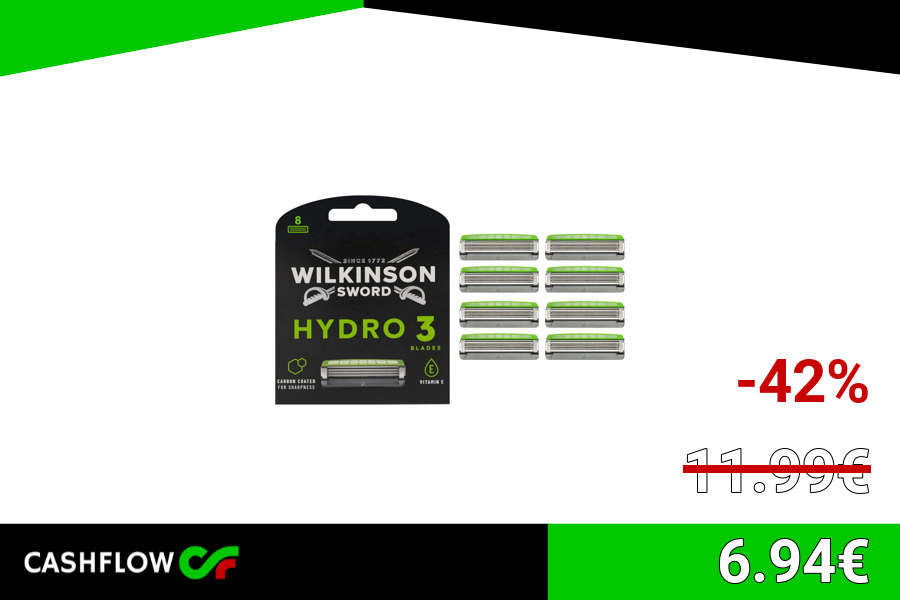 8
SINCE 1772
WILKINSON
SWORD
HYDRO 3
BLADES
CARBON COATED
FOR SHARPNESS
E
VITAMIN E
-42%
11.99€
CASHFLOW
6.94€